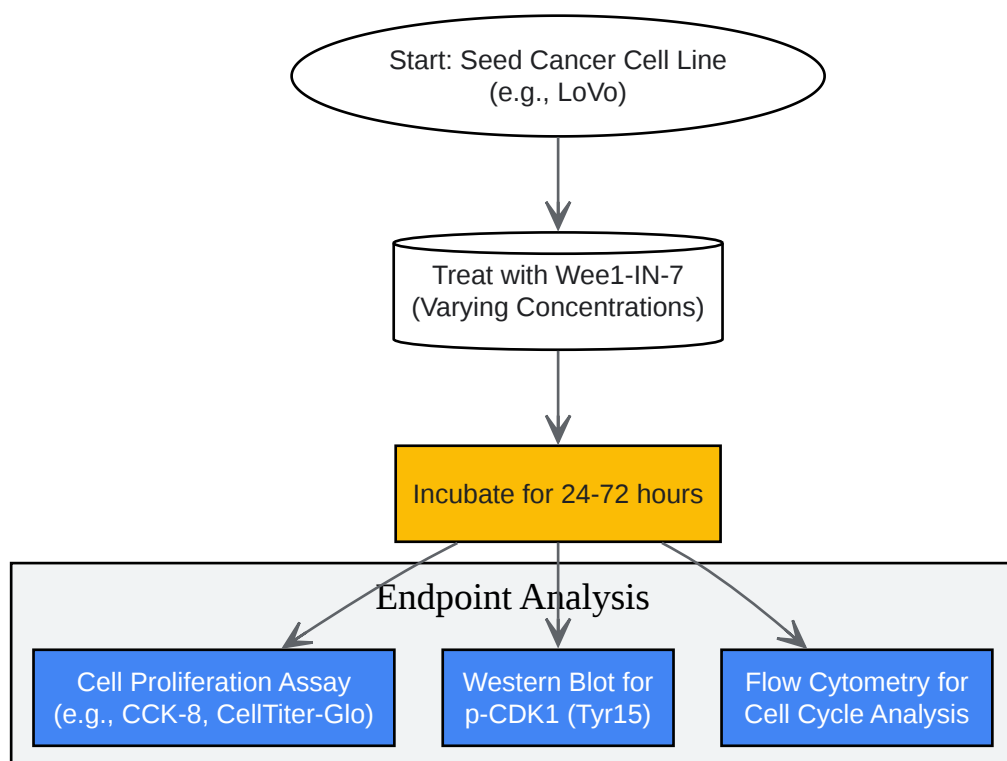 Start: Seed Cancer Cell Line
(e.g., LoVo)
Treat with Wee1-IN-7
(Varying Concentrations)
Incubate for 24-72 hours
Endpoint Analysis
Cell Proliferation Assay
(e.g., CCK-8, CellTiter-Glo)
Western Blot for
p-CDK1 (Tyr15)
Flow Cytometry for
Cell Cycle Analysis